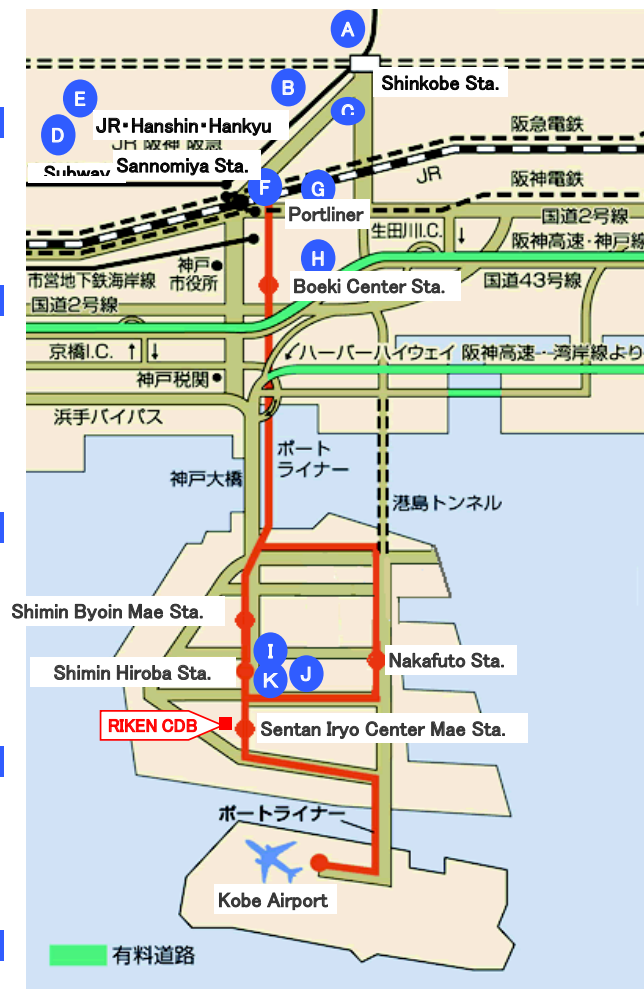 A
Shinkobe Sta.
B
E
C
D
JR・Hanshin・Hankyu
阪急電鉄
JR 阪神 阪急
Subway
Sannomiya Sta.
JR
F
G
阪神電鉄
Portliner
国道2号線
生田川I.C.
↓
阪神高速・神戸線
神戸
市役所
H
市営地下鉄海岸線
国道43号線
Boeki Center Sta.
国道2号線
京橋I.C. ↑ ↓
ハーバーハイウェイ 阪神高速・湾岸線より
神戸税関
浜手バイパス
ポート
ライナー
神戸大橋
港島トンネル
Shimin Byoin Mae Sta.
I
Nakafuto Sta.
Shimin Hiroba Sta.
K
J
RIKEN CDB
Sentan Iryo Center Mae Sta.
ポートライナー
Kobe Airport
有料道路